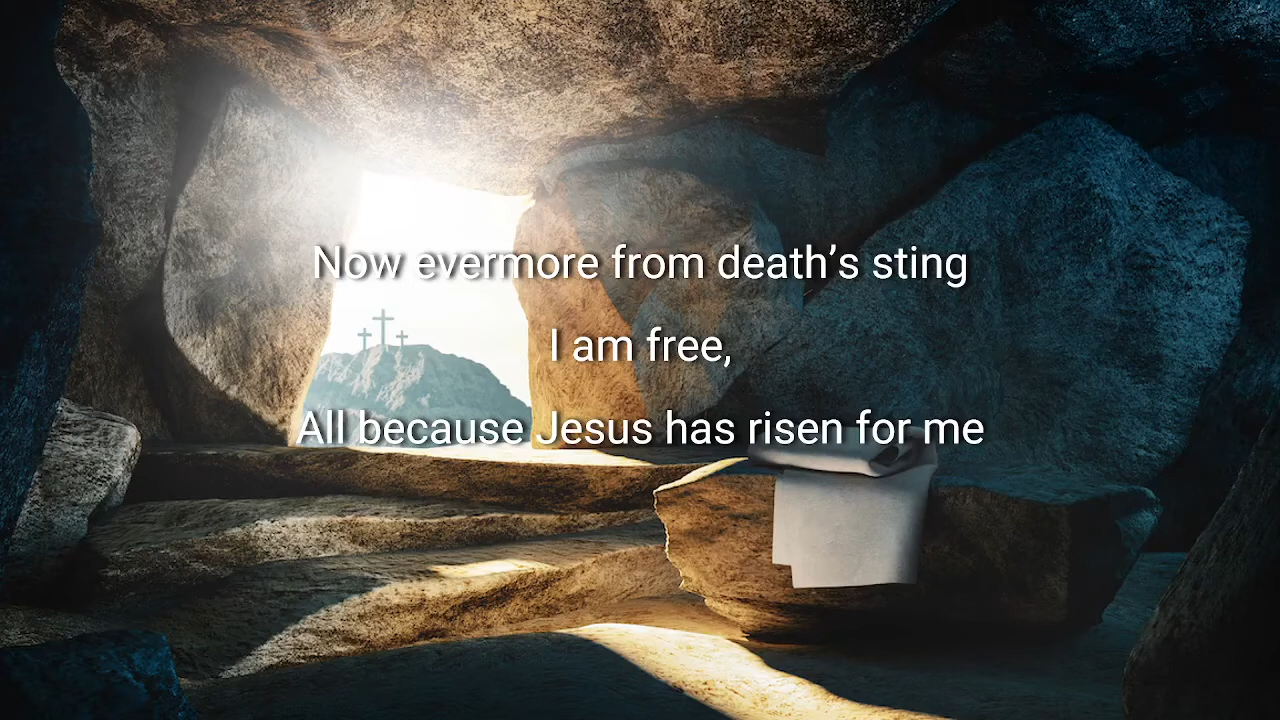 Now evermore from death’s sting
I am free,
All because Jesus has risen for me